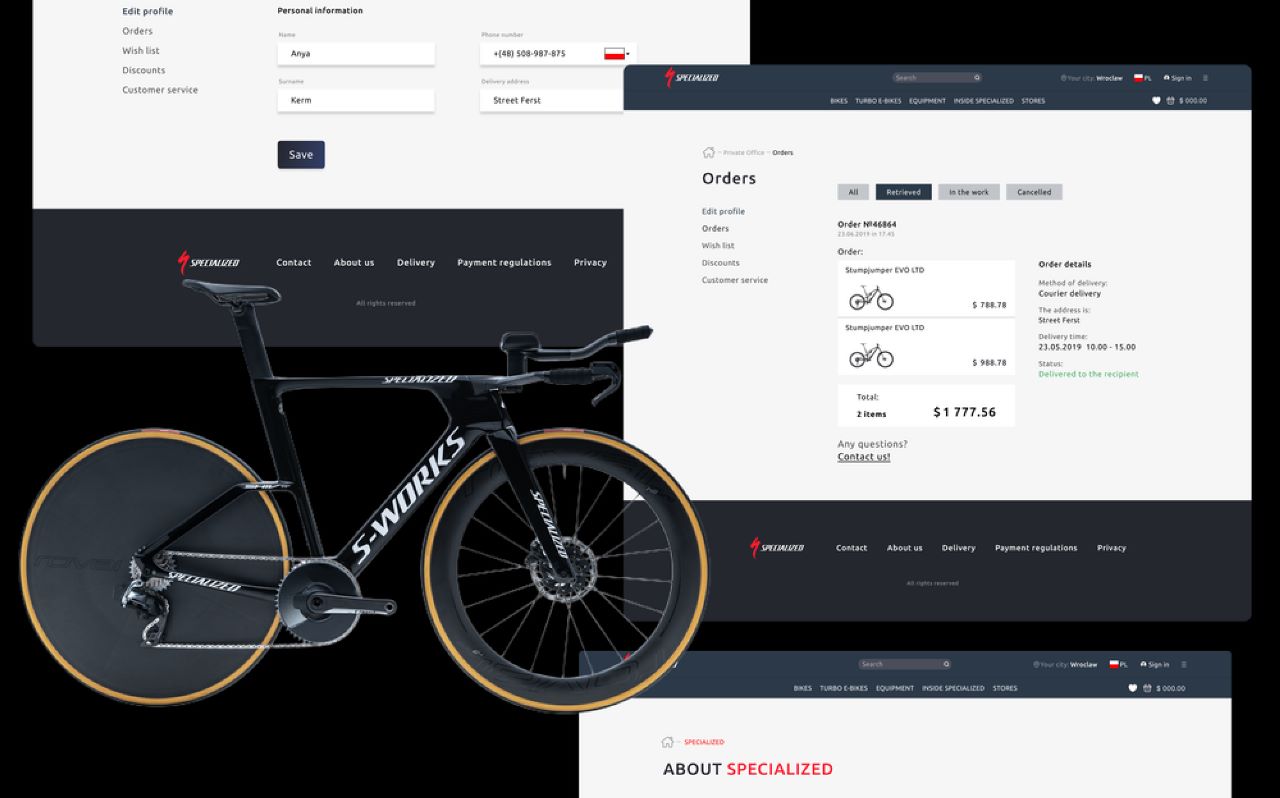 Edit profile
Orders
Wish list
Discounts
Customer service
Personal information
Name
Anya
Phone number
+(48) 508-987-875
Surname
Kerm
Delivery address
Street Ferst
Save
SPECIALIZED
Contact
About us
Delivery
Payment regulations
Privacy
All rights reserved
SPECIALIZED
S-WORKS
SPECIALIZED
SPECIALIZED
SPECIALIZED
Search
Your city: Wroclaw
PL
Sign in
BIKES TURBO E-BIKES EQUIPMENT INSIDE SPECIALIZED STORES
$ 000.00
Private Office – Orders
Orders
Edit profile
Orders
Wish list
Discounts
Customer service
All
Retrieved
In the work
Cancelled
Order №46864
23.06.2019 in 17.45
Order:
Stumpjumper EVO LTD
$ 788.78
Stumpjumper EVO LTD
$ 988.78
Total:
2 items
$ 1 777.56
Any questions?
Contact us!
Order details
Method of delivery:
Courier delivery
The address is:
Street Ferst
Delivery time:
23.05.2019 10.00 - 15.00
Status:
Delivered to the recipient
SPECIALIZED
Contact
About us
Delivery
Payment regulations
Privacy
All rights reserved
Search
Your city: Wroclaw
PL
Sign in
BIKES TURBO E-BIKES EQUIPMENT INSIDE SPECIALIZED STORES
$ 000.00
SPECIALIZED
ABOUT SPECIALIZED